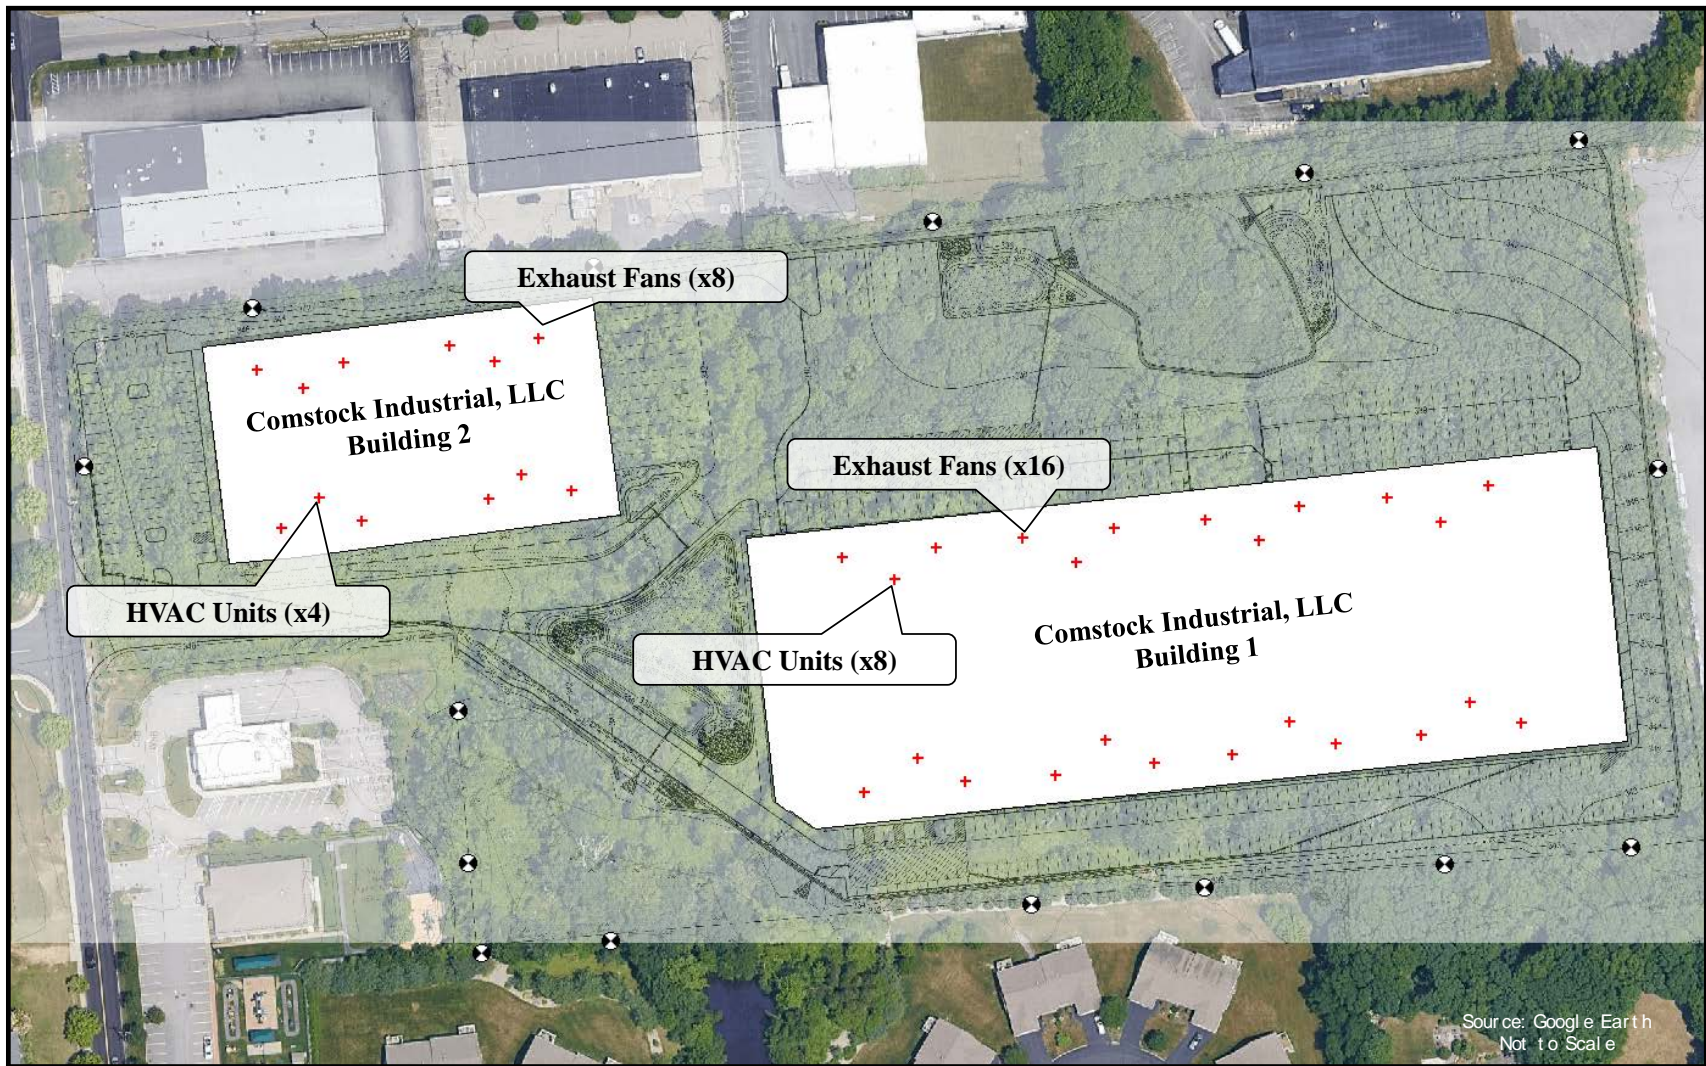 Exhaust Fans (x8)
Comstock Industrial, LLC
Building 2
Exhaust Fans (x16)
HVAC Units (x4)
Comstock Industrial, LLC
Building 1
HVAC Units (x8)
Source: Google Earth
Not to Scale